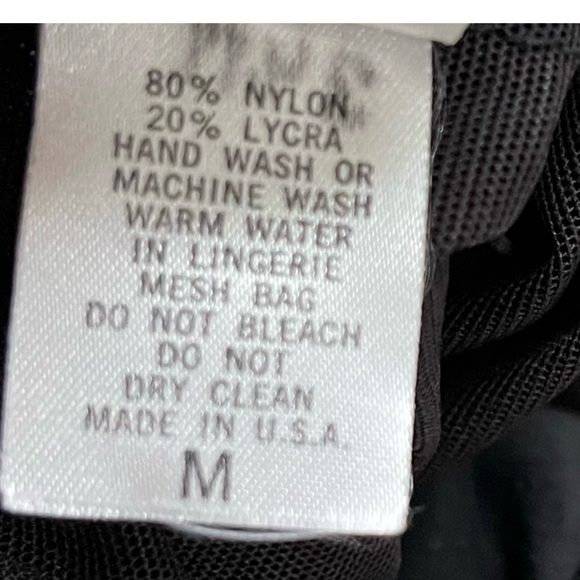 80% NYLON
20% LYCRA
HAND WASH OR
MACHINE WASH
WARM WATER
IN LINGERIE
MESH BAG
DO NOT BLEACH
DO NOT
DRY CLEAN
MADE IN U.S.A.
M